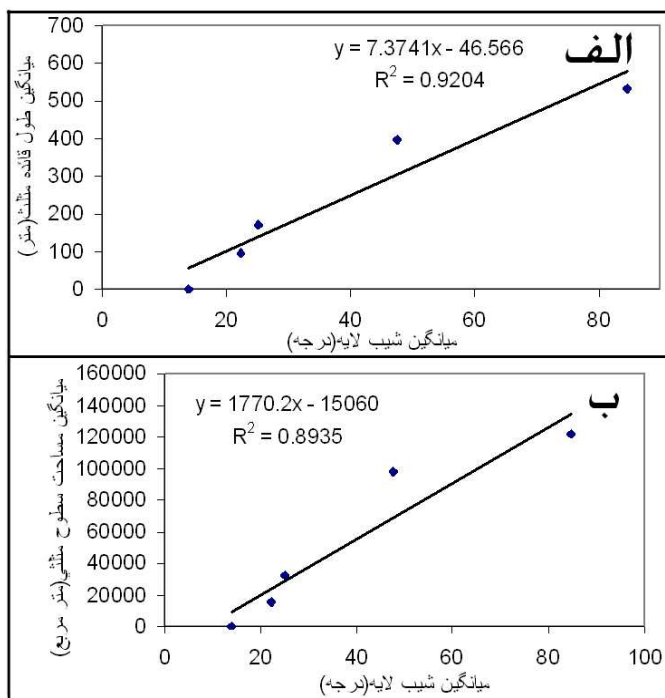 الف
y = 7.3741x - 46.566
R² = 0.9204
میانگین طول قائده مثلث(متر)
700
600
500
400
300
200
100
0
0 20 40 60 80
میانگین شیب لایه(درجه)
ب
y = 1770.2x - 15060
R² = 0.8935
میانگین مساحت سطوح مثلثي(متر مربع)
160000
140000
120000
100000
80000
60000
40000
20000
0
0 20 40 60 80 100
میانگین شیب لایه(درجه)